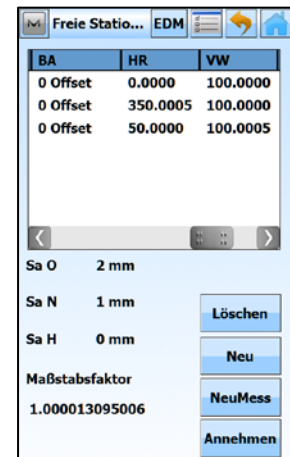 Freie Statio... EDM
BA HR VW
0 Offset 0.0000 100.0000
0 Offset 350.0005 100.0000
0 Offset 50.0000 100.0005
Sa O 2 mm
Sa N 1 mm
Sa H 0 mm
Maßstabsfaktor
1.000013095006
Löschen
Neu
NeuMess
Annehmen